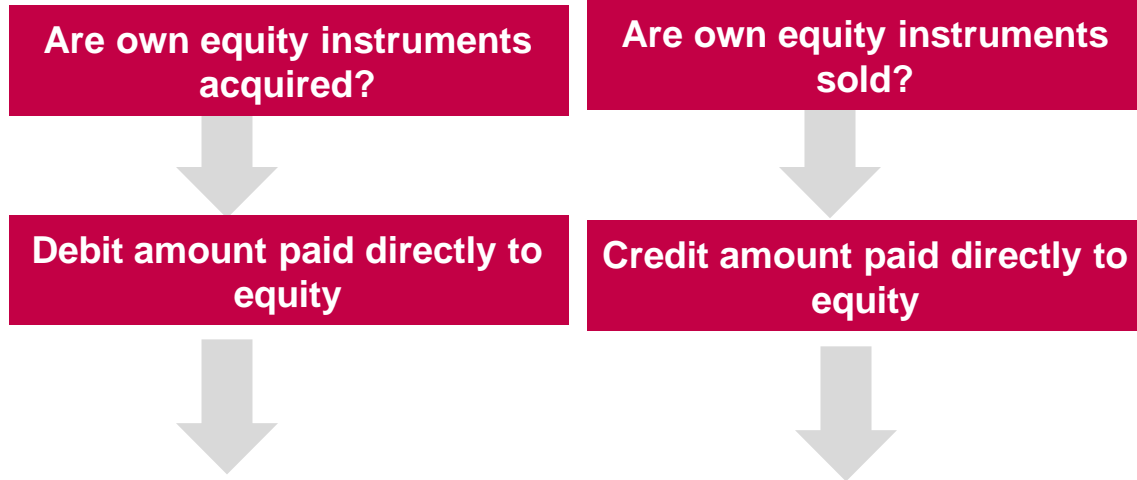 Are own equity instruments
acquired?
Debit amount paid directly to
equity
Are own equity instruments
sold?
Credit amount paid directly to
equity